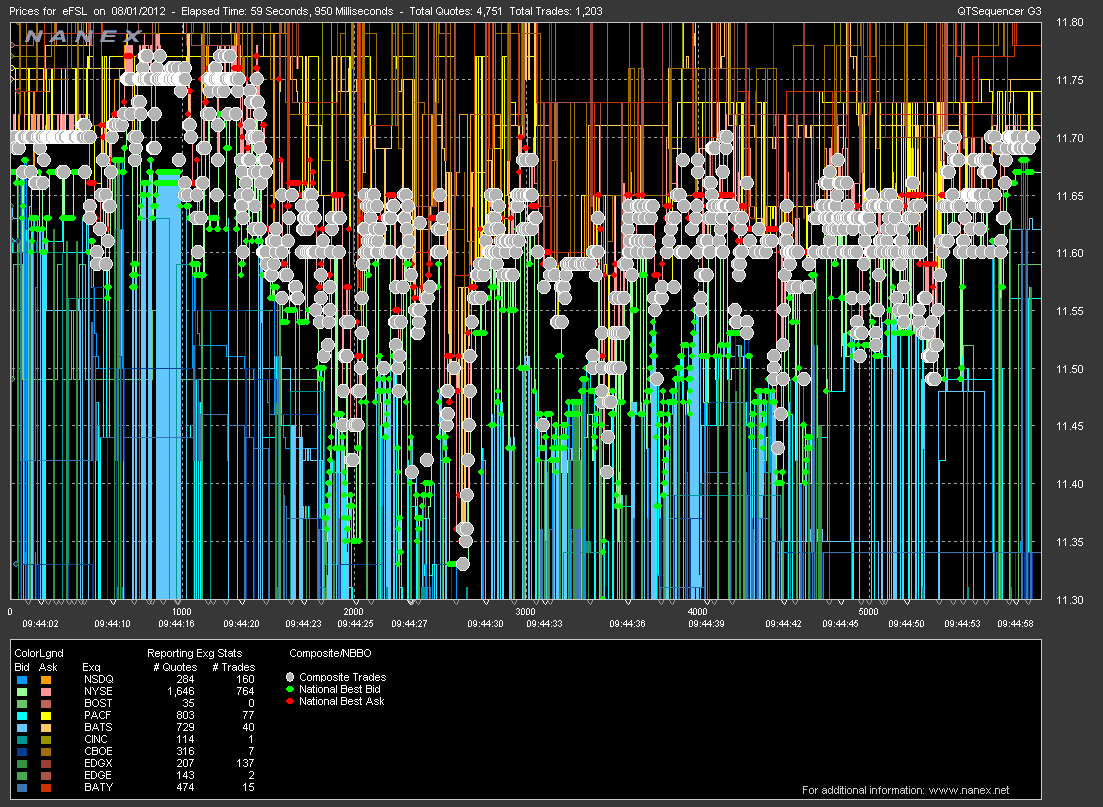 Prices for eFSL on 08/01/2012 - Elapsed Time: 59 Seconds, 950 Milliseconds - Total Quotes: 4,751 Total Trades: 1,203 QTSequencer G3
NANEX
11.80
11.75
11.70
11.65
11.60
11.55
11.50
11.45
11.40
11.35
11.30
0 1000 2000 3000 4000 5000
09:44:02 09:44:10 09:44:16 09:44:20 09:44:23 09:44:25 09:44:27 09:44:30 09:44:33 09:44:36 09:44:39 09:44:42 09:44:45 09:44:50 09:44:53 09:44:58
ColorLgnd Reporting Exg Stats Composite/NBBO
Bid Ask Exg # Quotes # Trades
NSDQ 284 160
NYSE 1,646 764
BOST 35 0
PACF 803 77
BATS 729 40
CINC 114 1
CBOE 316 7
EDGX 207 137
EDGE 143 2
BATY 474 15
Composite Trades
National Best Bid
National Best Ask
For additional information: www.nanex.net